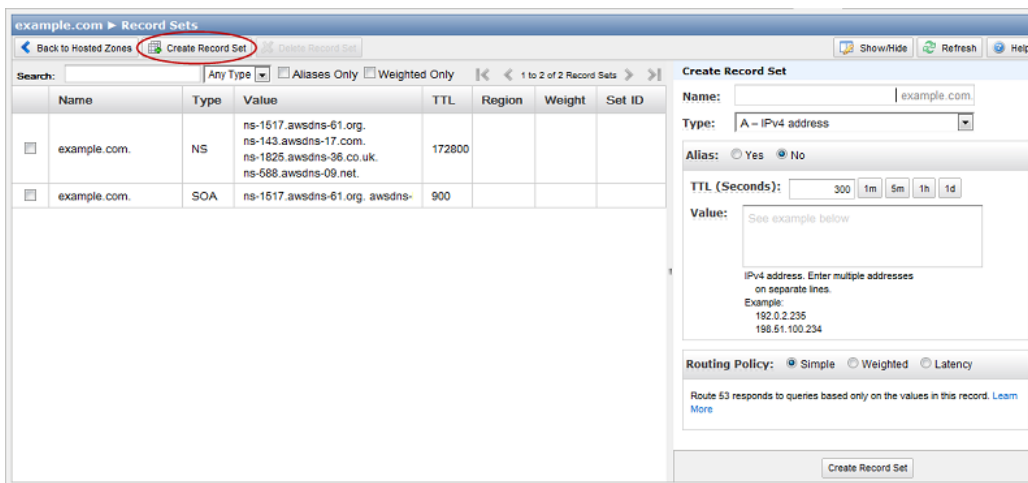 example.com ▶ Record Sets
Back to Hosted Zones Create Record Set Delete Record Set Show/Hide Refresh Help
Search: Any Type Aliases Only Weighted Only 1 to 2 of 2 Record Sets
Name Type Value TTL Region Weight Set ID
example.com. NS ns-1517.awsdns-61.org. 172800
ns-143.awsdns-17.com.
ns-1825.awsdns-36.co.uk.
ns-588.awsdns-09.net.
example.com. SOA ns-1517.awsdns-61.org. awsdns- 900
Create Record Set
Name: example.com.
Type: A – IPv4 address
Alias: Yes No
TTL (Seconds): 300 1m 5m 1h 1d
Value: See example below
IPv4 address. Enter multiple addresses
on separate lines.
Example:
192.0.2.235
198.51.100.234
Routing Policy: Simple Weighted Latency
Route 53 responds to queries based only on the values in this record. Learn
More
Create Record Set